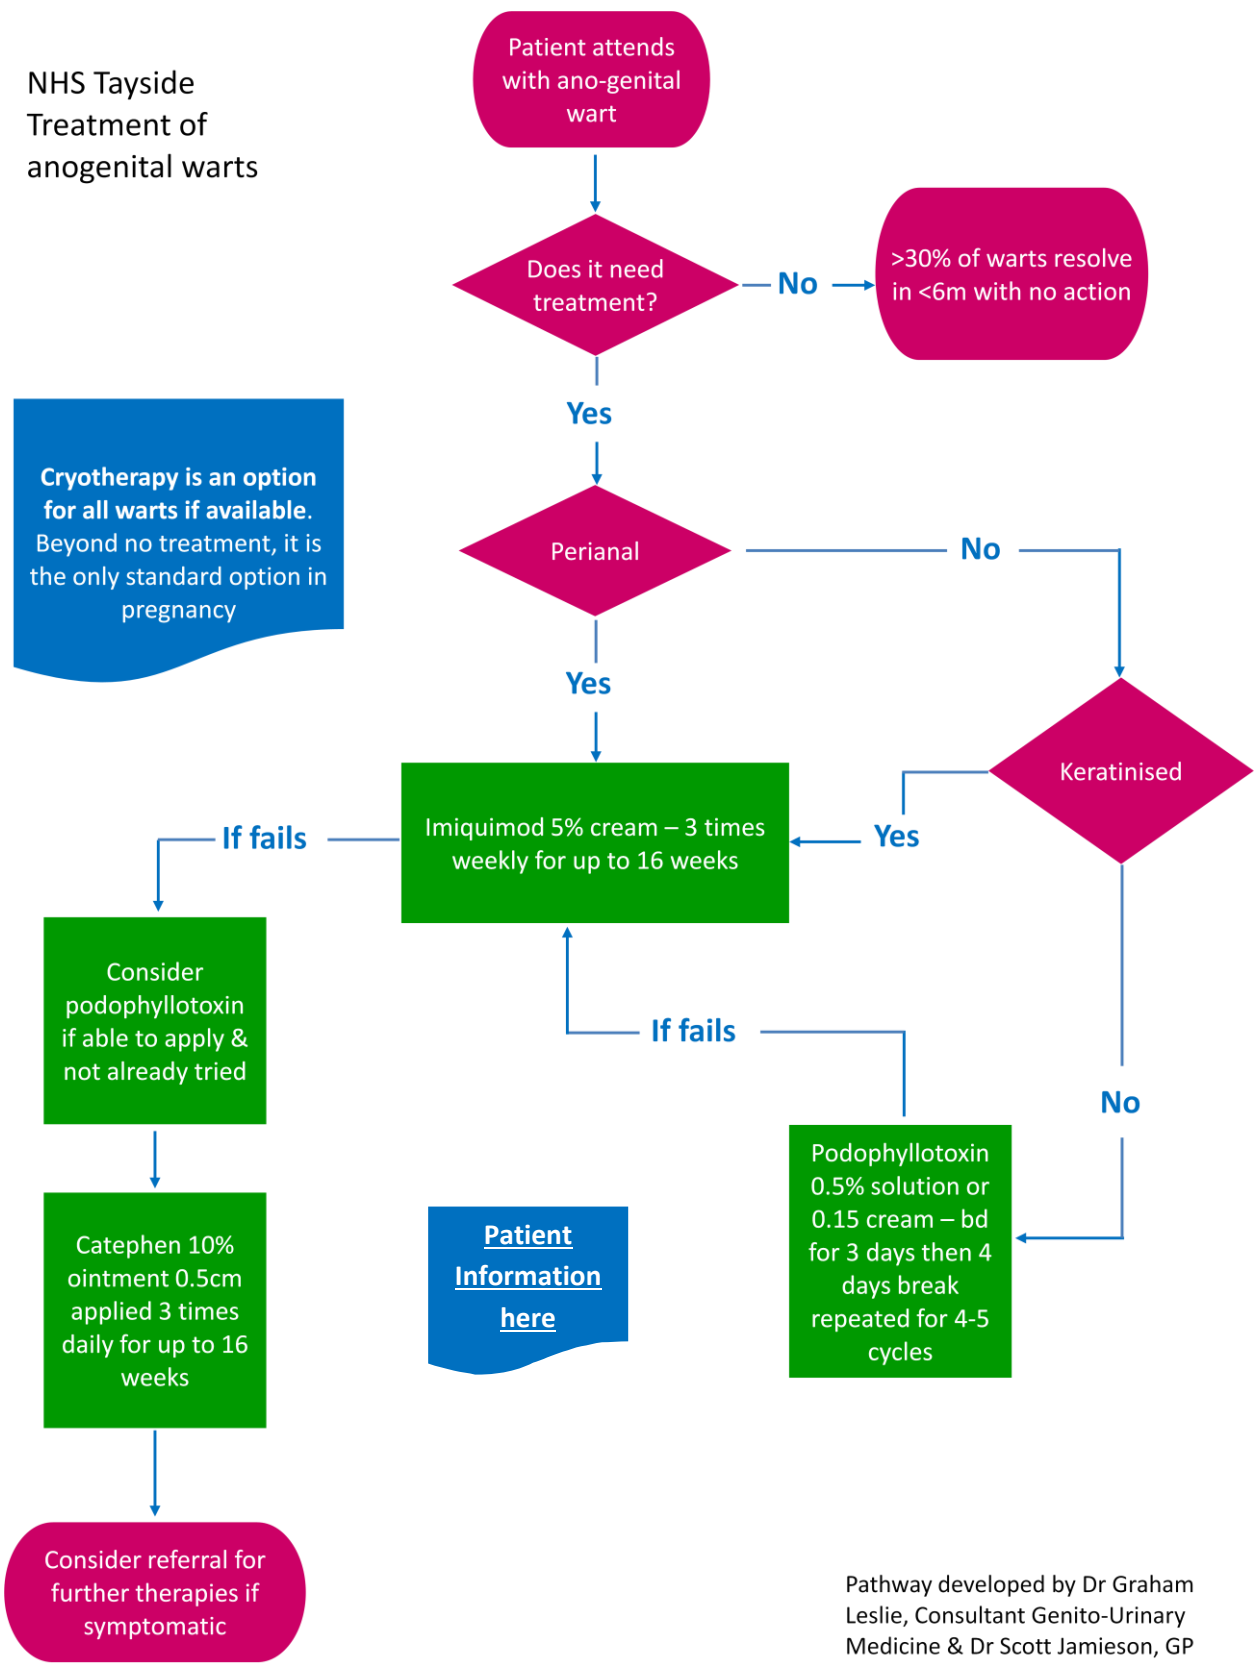 NHS Tayside
Treatment of
anogenital warts
Patient attends
with ano-genital
wart
Does it need
treatment?
No
>30% of warts resolve
in <6m with no action
Yes
Cryotherapy is an option
for all warts if available.
Beyond no treatment, it is
the only standard option in
pregnancy
Perianal
No
Yes
Keratinised
Yes
Imiquimod 5% cream – 3 times
weekly for up to 16 weeks
If fails
Consider
podophyllotoxin
if able to apply &
not already tried
If fails
No
Podophyllotoxin
0.5% solution or
0.15 cream – bd
for 3 days then 4
days break
repeated for 4-5
cycles
Catephen 10%
ointment 0.5cm
applied 3 times
daily for up to 16
weeks
Patient
Information
here
Consider referral for
further therapies if
symptomatic
Pathway developed by Dr Graham
Leslie, Consultant Genito-Urinary
Medicine & Dr Scott Jamieson, GP